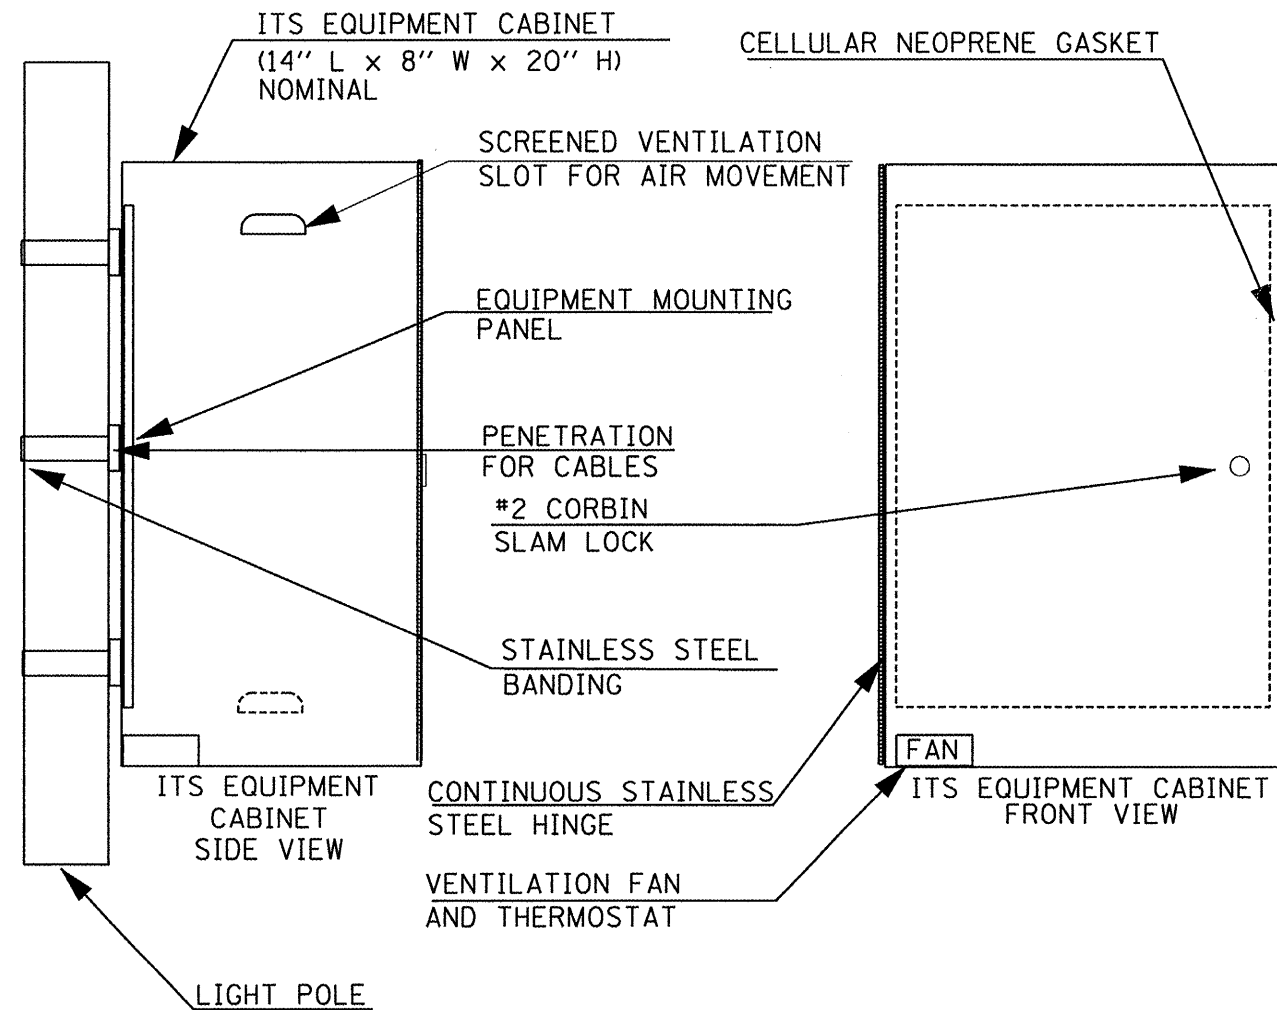 ITS EQUIPMENT CABINET
(14" L x 8" W x 20" H)
NOMINAL
CELLULAR NEOPRENE GASKET
SCREENED VENTILATION
SLOT FOR AIR MOVEMENT
EQUIPMENT MOUNTING
PANEL
PENETRATION
FOR CABLES
#2 CORBIN
SLAM LOCK
STAINLESS STEEL
BANDING
FAN
ITS EQUIPMENT
CABINET
SIDE VIEW
CONTINUOUS STAINLESS
STEEL HINGE
ITS EQUIPMENT CABINET
FRONT VIEW
VENTILATION FAN
AND THERMOSTAT
LIGHT POLE